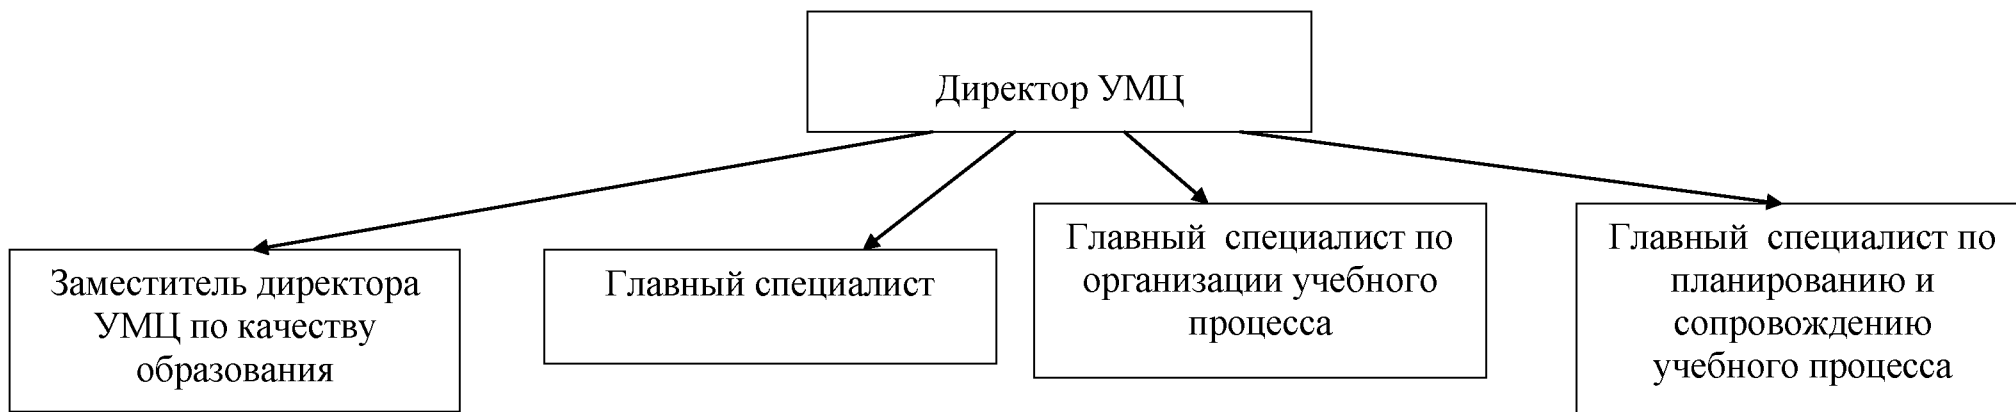 Директор УМЦ
Заместитель директора
УМЦ по качеству
образования
Главный специалист
Главный  специалист по
организации учебного
процесса
Главный  специалист по
планированию и
сопровождению
учебного процесса